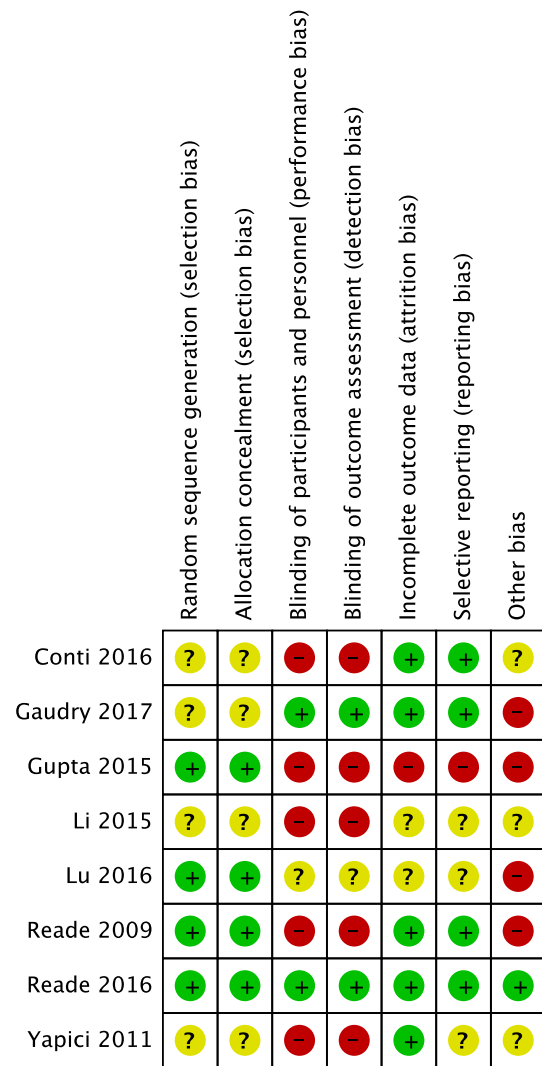 Random sequence generation (selection bias)
Allocation concealment (selection bias)
Blinding of participants and personnel (performance bias)
Blinding of outcome assessment (detection bias)
Incomplete outcome data (attrition bias)
Selective reporting (reporting bias)
Other bias
Conti 2016 ? ? – – + + ?
Gaudry 2017 ? ? + + + + –
Gupta 2015 + + – – – – –
Li 2015 ? ? – – ? ? ?
Lu 2016 + + ? ? ? ? –
Reade 2009 + + – – + + –
Reade 2016 + + + + + + +
Yapici 2011 ? ? – – + ? ?